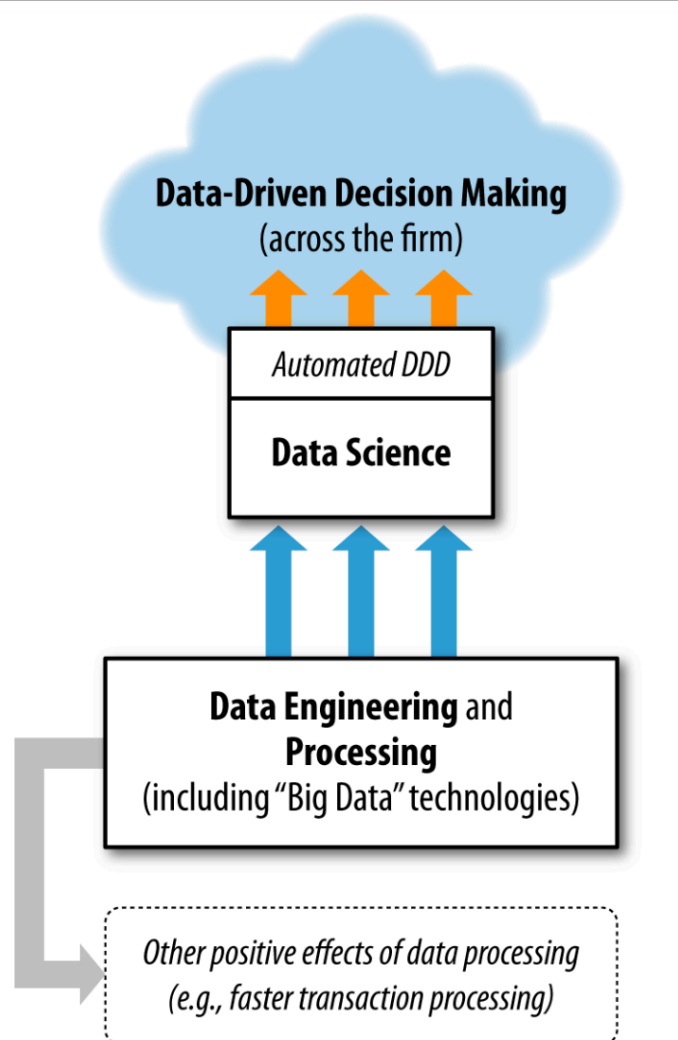 Data-Driven Decision Making
(across the firm)
Automated DDD
Data Science
Data Engineering and
Processing
(including “Big Data” technologies)
Other positive effects of data processing
(e.g., faster transaction processing)